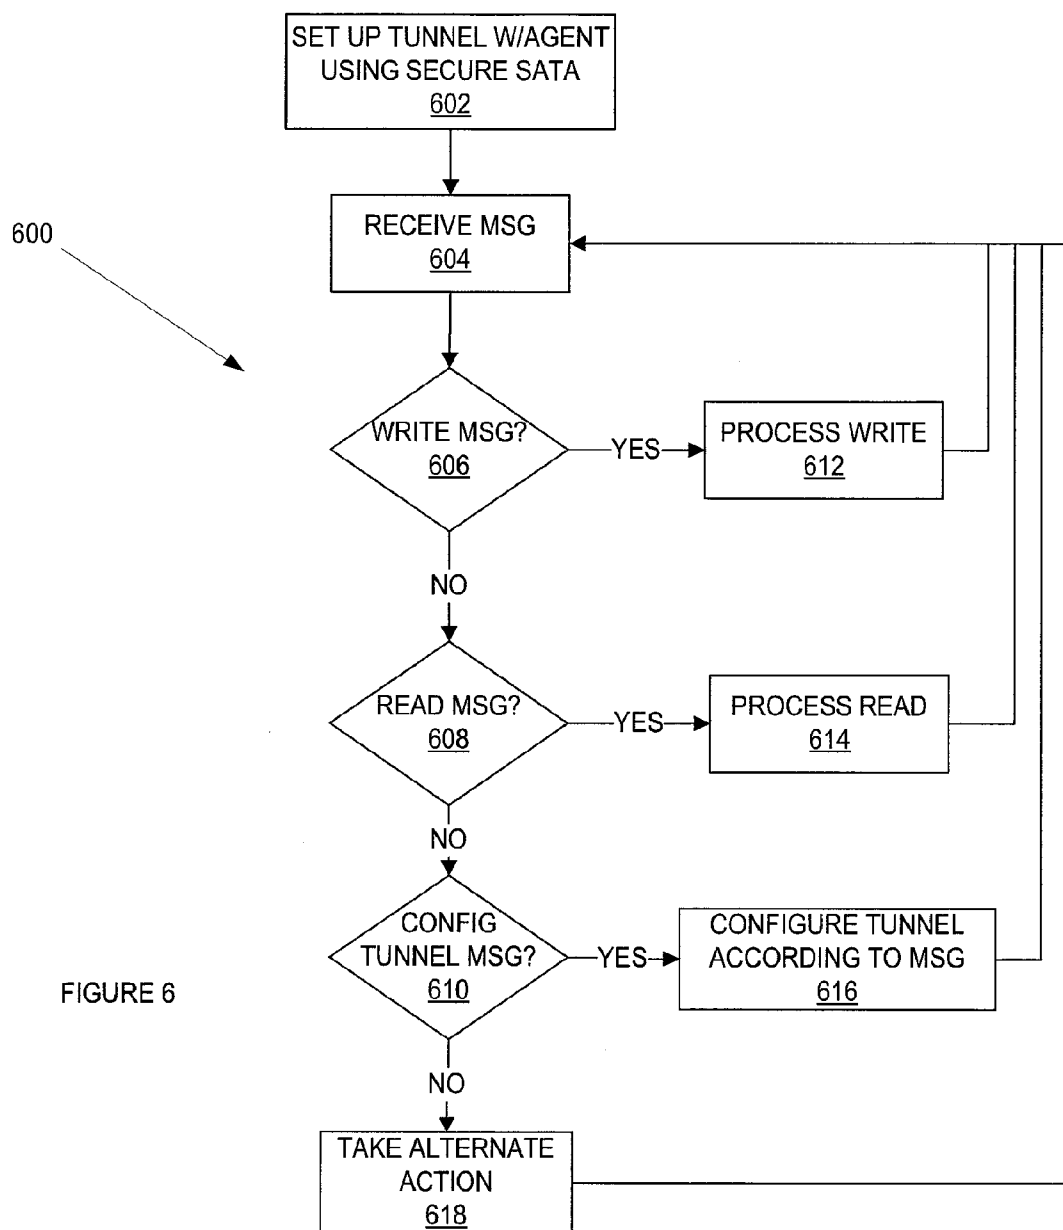 SET UP TUNNEL W/AGENT
USING SECURE SATA
602
RECEIVE MSG
604
600
WRITE MSG?
606
YES
PROCESS WRITE
612
NO
READ MSG?
608
YES
PROCESS READ
614
NO
CONFIG
TUNNEL MSG?
610
YES
CONFIGURE TUNNEL
ACCORDING TO MSG
616
FIGURE 6
NO
TAKE ALTERNATE
ACTION
618